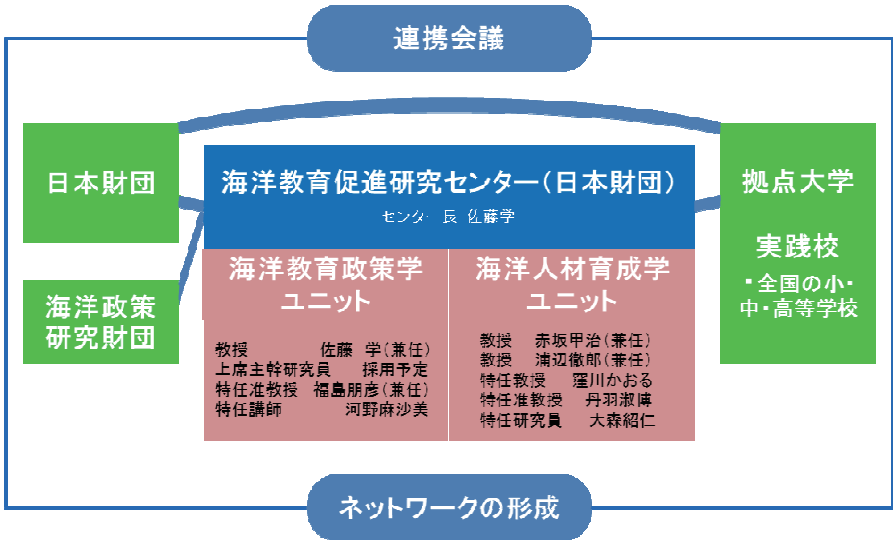 連携会議
日本財団
海洋政策
研究財団
海洋教育促進研究センター（日本財団）
センター長 佐藤学
海洋教育政策学
ユニット
教授 佐藤 学（兼任）
上席主幹研究員 採用予定
特任准教授 福島朋彦（兼任）
特任講師 河野麻沙美
海洋人材育成学
ユニット
教授 赤坂甲治（兼任）
教授 浦辺徹郎（兼任）
特任教授 窪川かおる
特任准教授 丹羽淑博
特任研究員 大森紹仁
拠点大学
実践校
・全国の小・
中・高等学校
ネットワークの形成